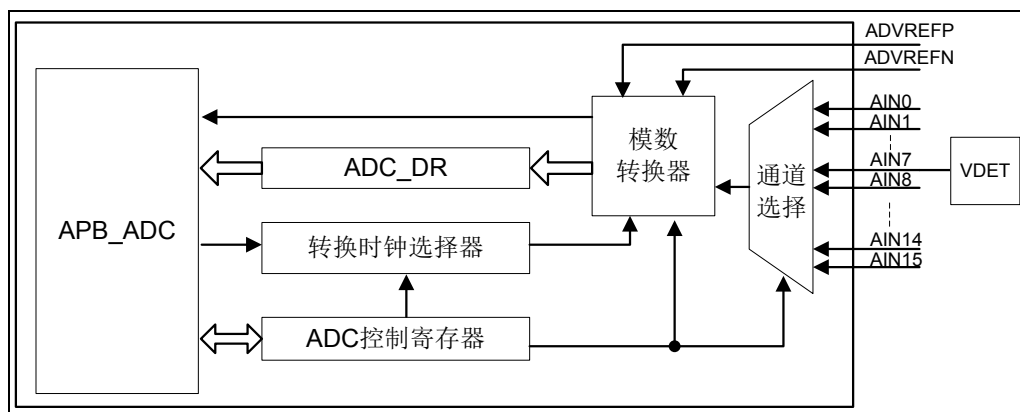 ADVREFP
ADVREFN
AIN0
AIN1
模数
转换器
ADC_DR
AIN7
VDET
通道
选择
AIN8
APB_ADC
转换时钟选择器
AIN14
AIN15
ADC控制寄存器